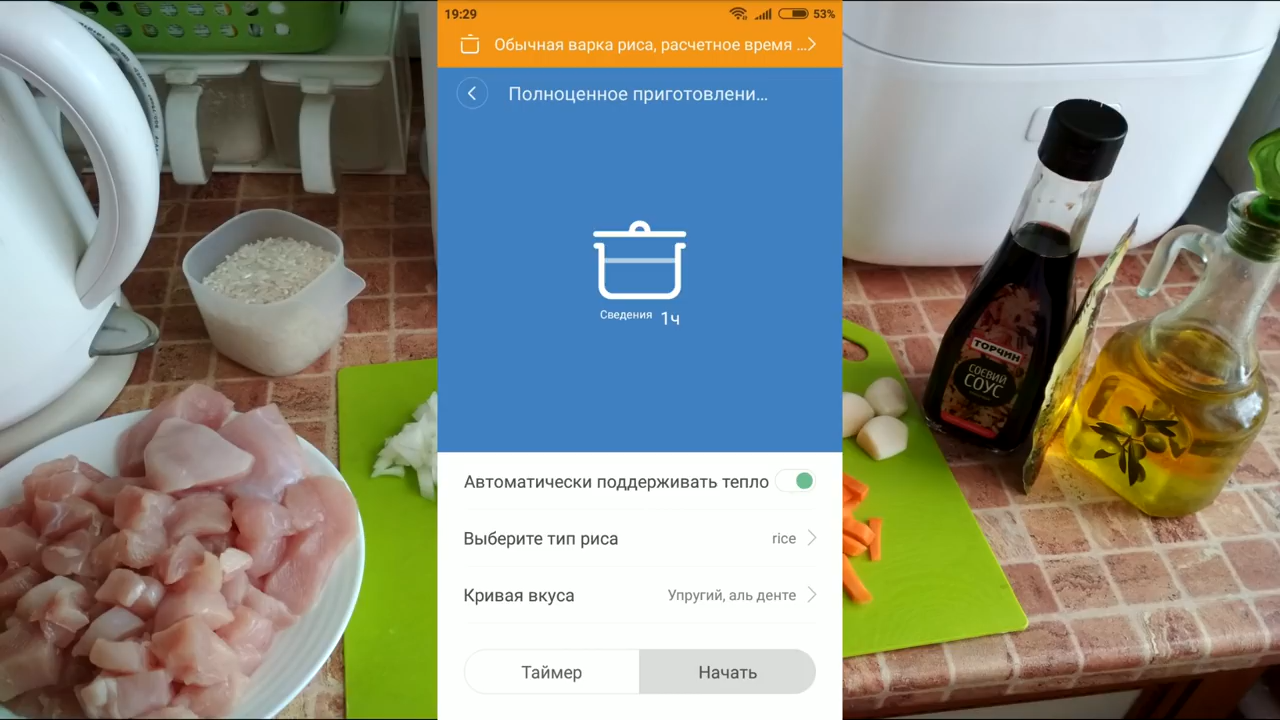 19:29
53%
Обычная варка риса, расчетное время ...
Полноценное приготовлени...
Сведения 1ч
Автоматически поддерживать тепло
Выберите тип риса
rice
Кривая вкуса
Упругий, аль денте
Таймер
Начать
ТОРЧИН
СОЄВИЙ
СОУС